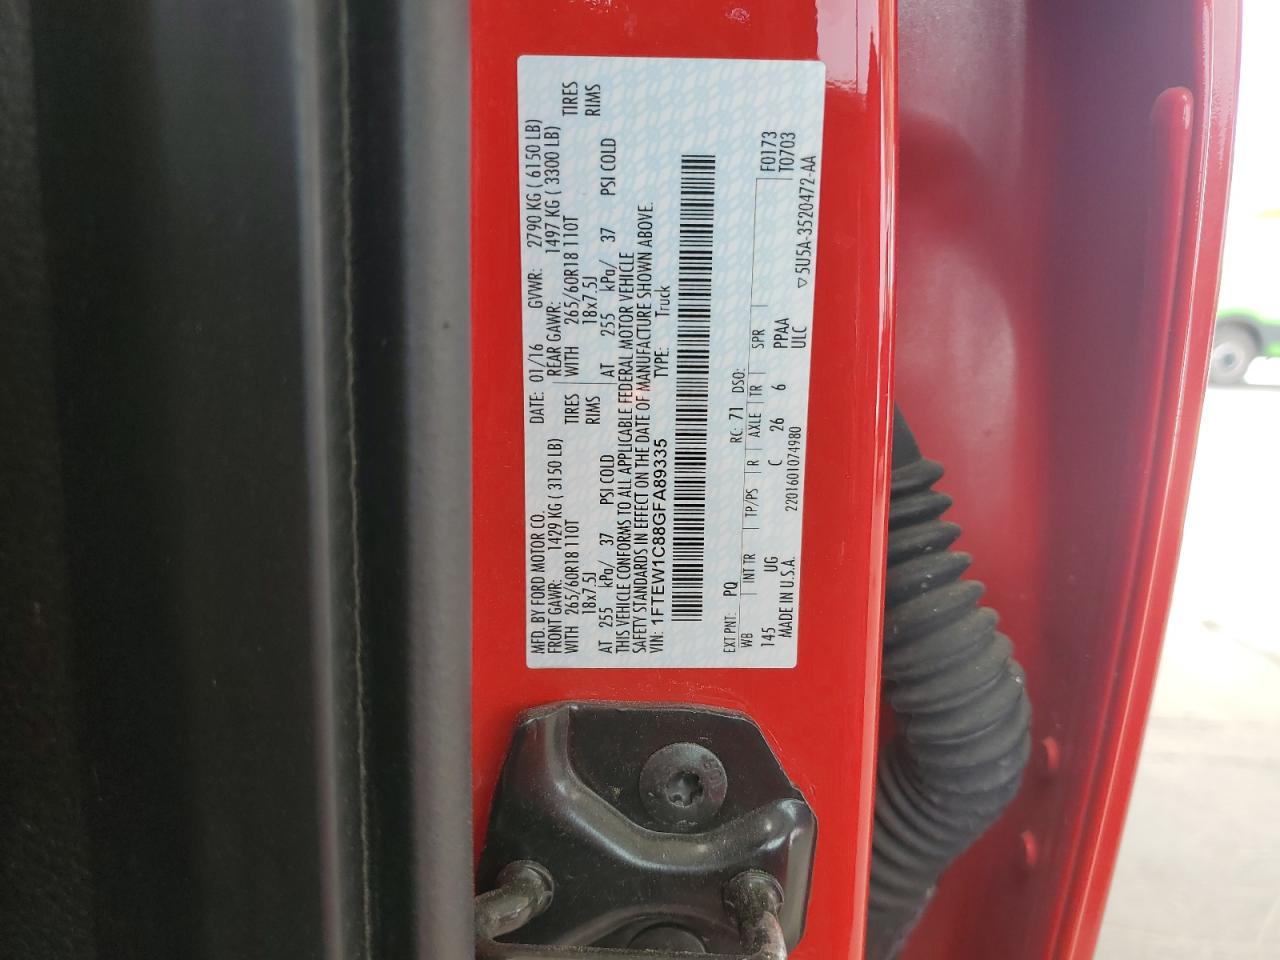 MFD. BY FORD MOTOR CO. DATE: 01/16 GVWR: 2790 KG ( 6150 LB)
FRONT GAWR: 1429 KG ( 3150 LB) REAR GAWR: 1497 KG ( 3300 LB)
WITH 265/60R18 110T TIRES WITH 265/60R18 110T TIRES
18x7.5J RIMS 18x7.5J RIMS
AT 255 kPa/ 37 PSI COLD AT 255 kPa/ 37 PSI COLD
THIS VEHICLE CONFORMS TO ALL APPLICABLE FEDERAL MOTOR VEHICLE
SAFETY STANDARDS IN EFFECT ON THE DATE OF MANUFACTURE SHOWN ABOVE.
VIN: 1FTEW1C88GFA89335 TYPE: Truck
EXT PNT: PQ RC: 71 DSO: F0173
WB INT TR TP/PS R AXLE TR SPR T0703
145 UG C 26 6 PPAA
MADE IN U.S.A. 2201601074980 ULC
▽5U5A-3520472-AA